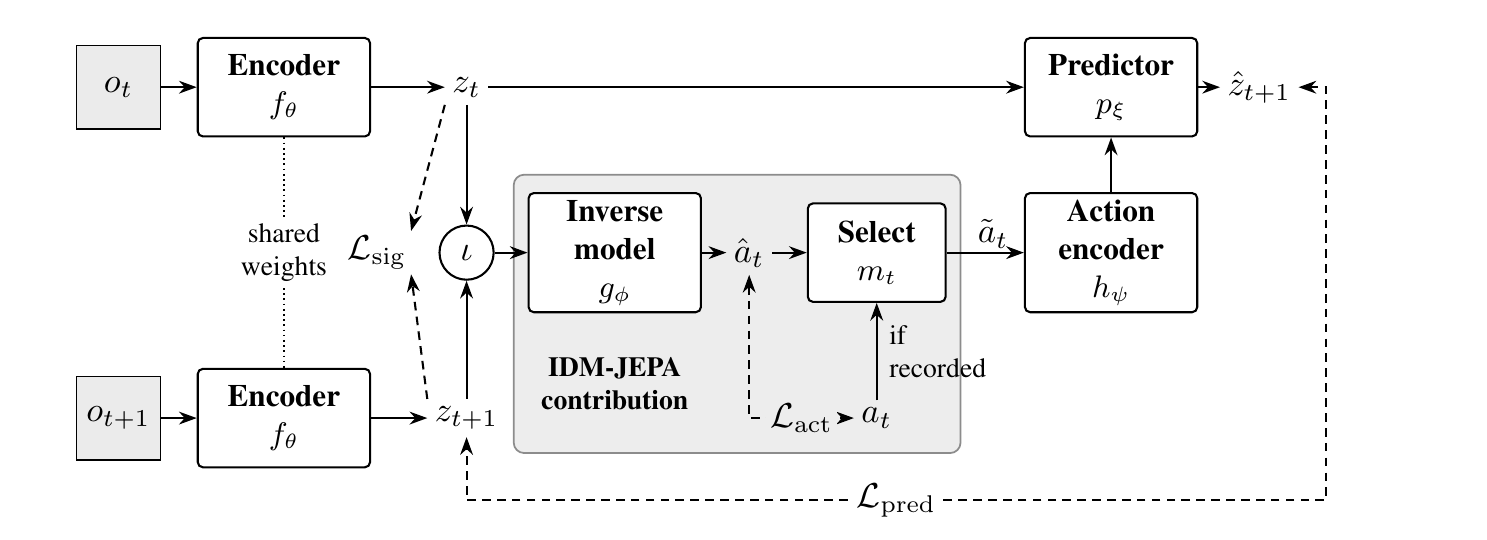 o_t
Encoder
f_θ
z_t
Predictor
p_ξ
ẑ_{t+1}
shared
weights
ℒ_sig
ι
Inverse
model
g_ϕ
â_t
Select
m_t
ã_t
Action
encoder
h_ψ
if
recorded
IDM-JEPA
contribution
o_{t+1}
Encoder
f_θ
z_{t+1}
ℒ_act
a_t
ℒ_pred